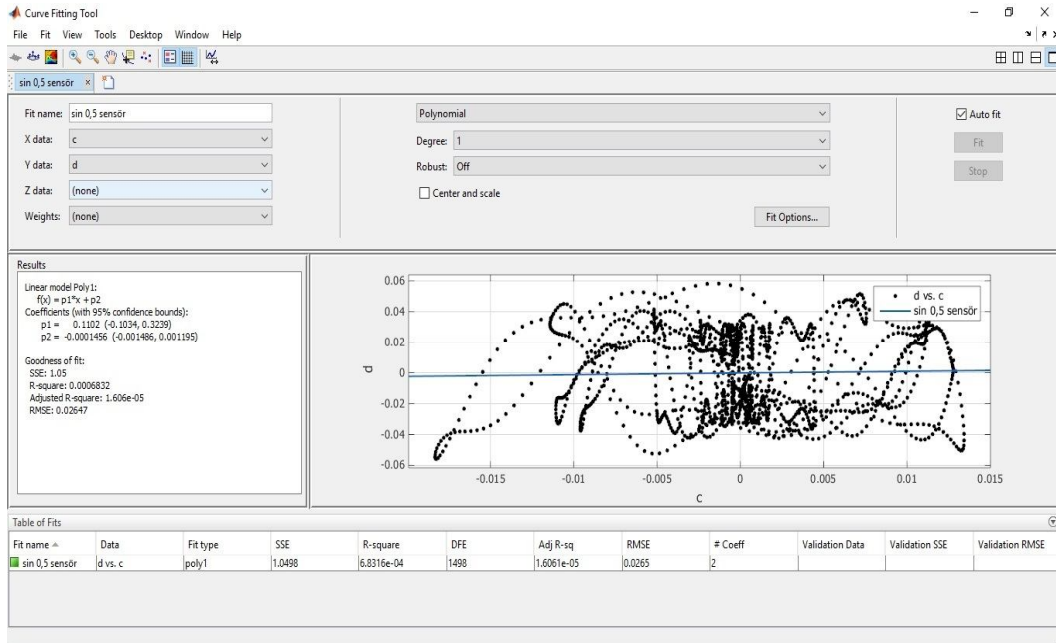 Curve Fitting Tool
File Fit View Tools Desktop Window Help
sin 0,5 sensör
Fit name: sin 0,5 sensör
X data: c
Y data: d
Z data: (none)
Weights: (none)
Polynomial
Degree: 1
Robust: Off
Center and scale
Fit Options...
Auto fit
Fit
Stop
Results
Linear model Poly1:
f(x) = p1*x + p2
Coefficients (with 95% confidence bounds):
p1 = 0.1102 (-0.1034, 0.3239)
p2 = -0.0001456 (-0.001486, 0.001195)
Goodness of fit:
SSE: 1.05
R-square: 0.0006832
Adjusted R-square: 1.606e-05
RMSE: 0.02647
0.06
0.04
0.02
0
-0.02
-0.04
-0.06
d
-0.015 -0.01 -0.005 0 0.005 0.01 0.015
c
d vs. c
sin 0,5 sensör
Table of Fits
Fit name Data Fit type SSE R-square DFE Adj R-sq RMSE # Coeff Validation Data Validation SSE Validation RMSE
sin 0,5 sensör d vs. c poly1 1.0498 6.8316e-04 1498 1.6061e-05 0.0265 2